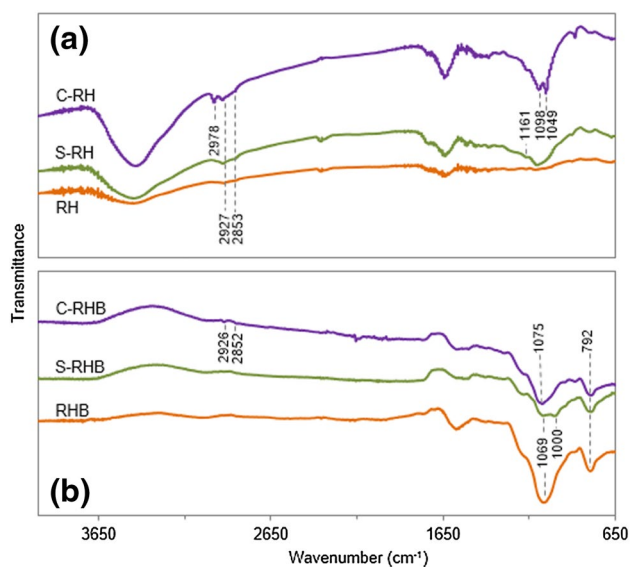 (a)
C-RH
S-RH
RH
2978
2927
2853
1161
1098
1049
Transmittance
C-RHB
S-RHB
RHB
2926
2852
1075
792
1069
1000
(b)
3650
2650
1650
650
Wavenumber (cm⁻¹)